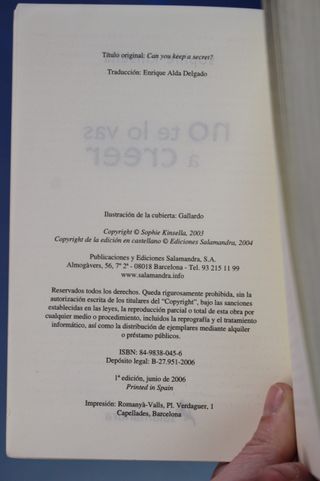 Título original: Can you keep a secret?
Traducción: Enrique Alda Delgado
no te lo vas
a creer
Ilustración de la cubierta: Gallardo
Copyright © Sophie Kinsella, 2003
Copyright de la edición en castellano © Ediciones Salamandra, 2004
Publicaciones y Ediciones Salamandra, S.A.
Almogàvers, 56, 7º 2ª - 08018 Barcelona - Tel. 93 215 11 99
www.salamandra.info
Reservados todos los derechos. Queda rigurosamente prohibida, sin la
autorización escrita de los titulares del "Copyright", bajo las sanciones
establecidas en las leyes, la reproducción parcial o total de esta obra por
cualquier medio o procedimiento, incluidos la reprografía y el tratamiento
informático, así como la distribución de ejemplares mediante alquiler
o préstamo públicos.
ISBN: 84-9838-045-6
Depósito legal: B-27.951-2006
1ª edición, junio de 2006
Printed in Spain
Impresión: Romanyà-Valls, Pl. Verdaguer, 1
Capellades, Barcelona
salamandra